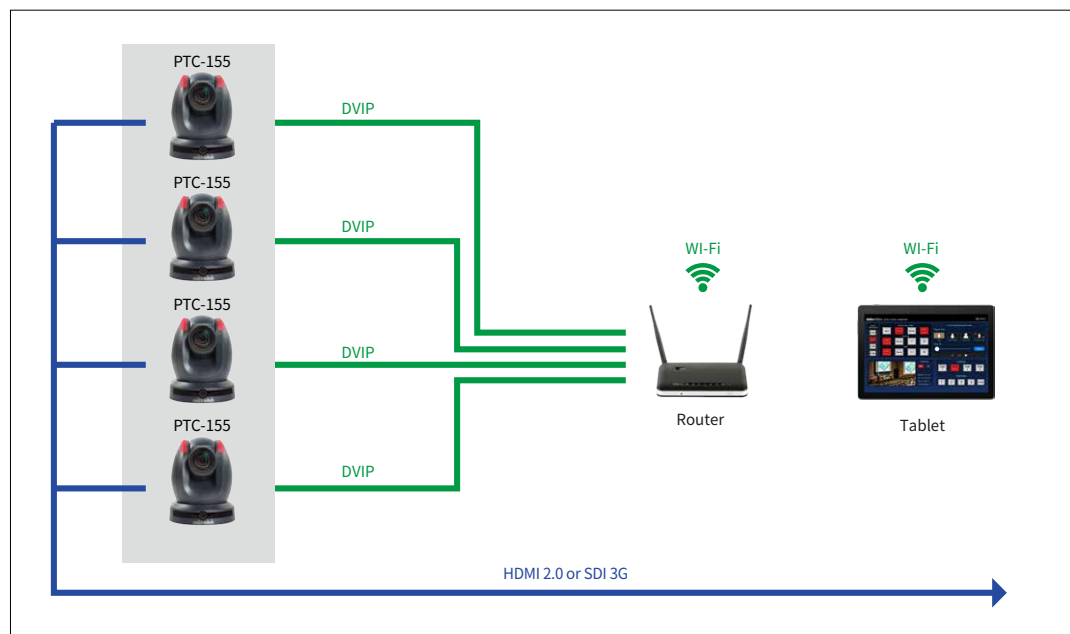 PTC-155
DVIP
PTC-155
DVIP
WI-Fi
WI-Fi
PTC-155
DVIP
Router
Tablet
PTC-155
DVIP
HDMI 2.0 or SDI 3G